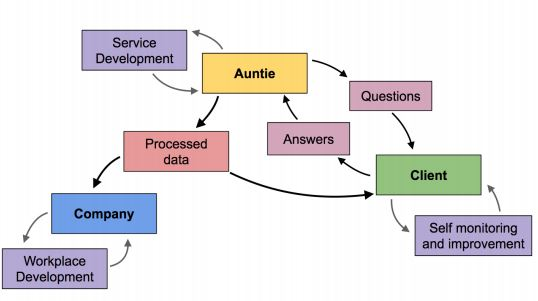 Service
Development
Auntie
Questions
Answers
Processed
data
Client
Company
Self monitoring
and improvement
Workplace
Development